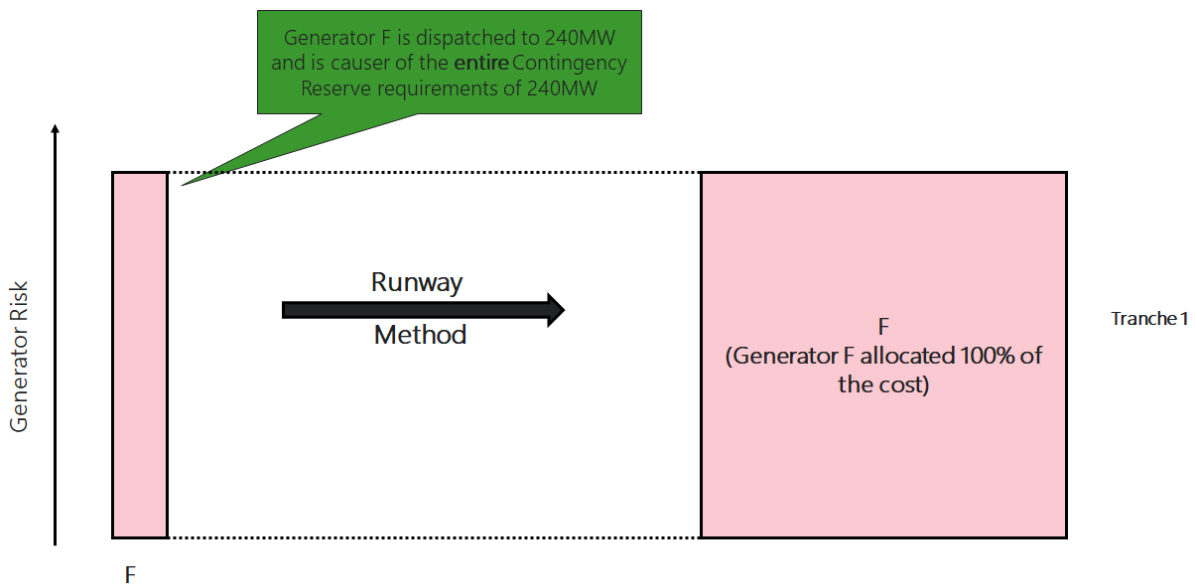 Generator F is dispatched to 240MW
and is causer of the entire Contingency
Reserve requirements of 240MW
Generator Risk
Runway
Method
F
(Generator F allocated 100% of
the cost)
Tranche 1
F